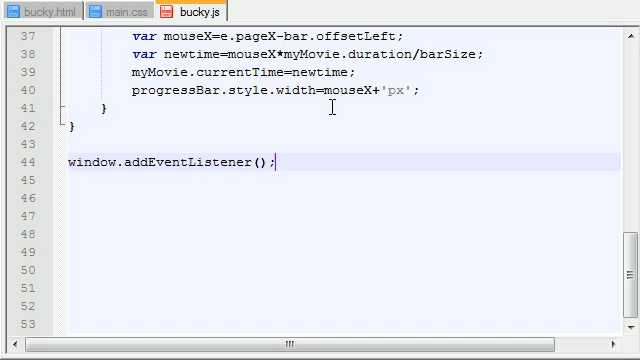 bucky.html main.css bucky.js
37 var mouseX=e.pageX-bar.offsetLeft;
38 var newtime=mouseX*myMovie.duration/barSize;
39 myMovie.currentTime=newtime;
40 progressBar.style.width=mouseX+'px';
41 }
42 }
43
44 window.addEventListener();
45
46
47
48
49
50
51
52
53